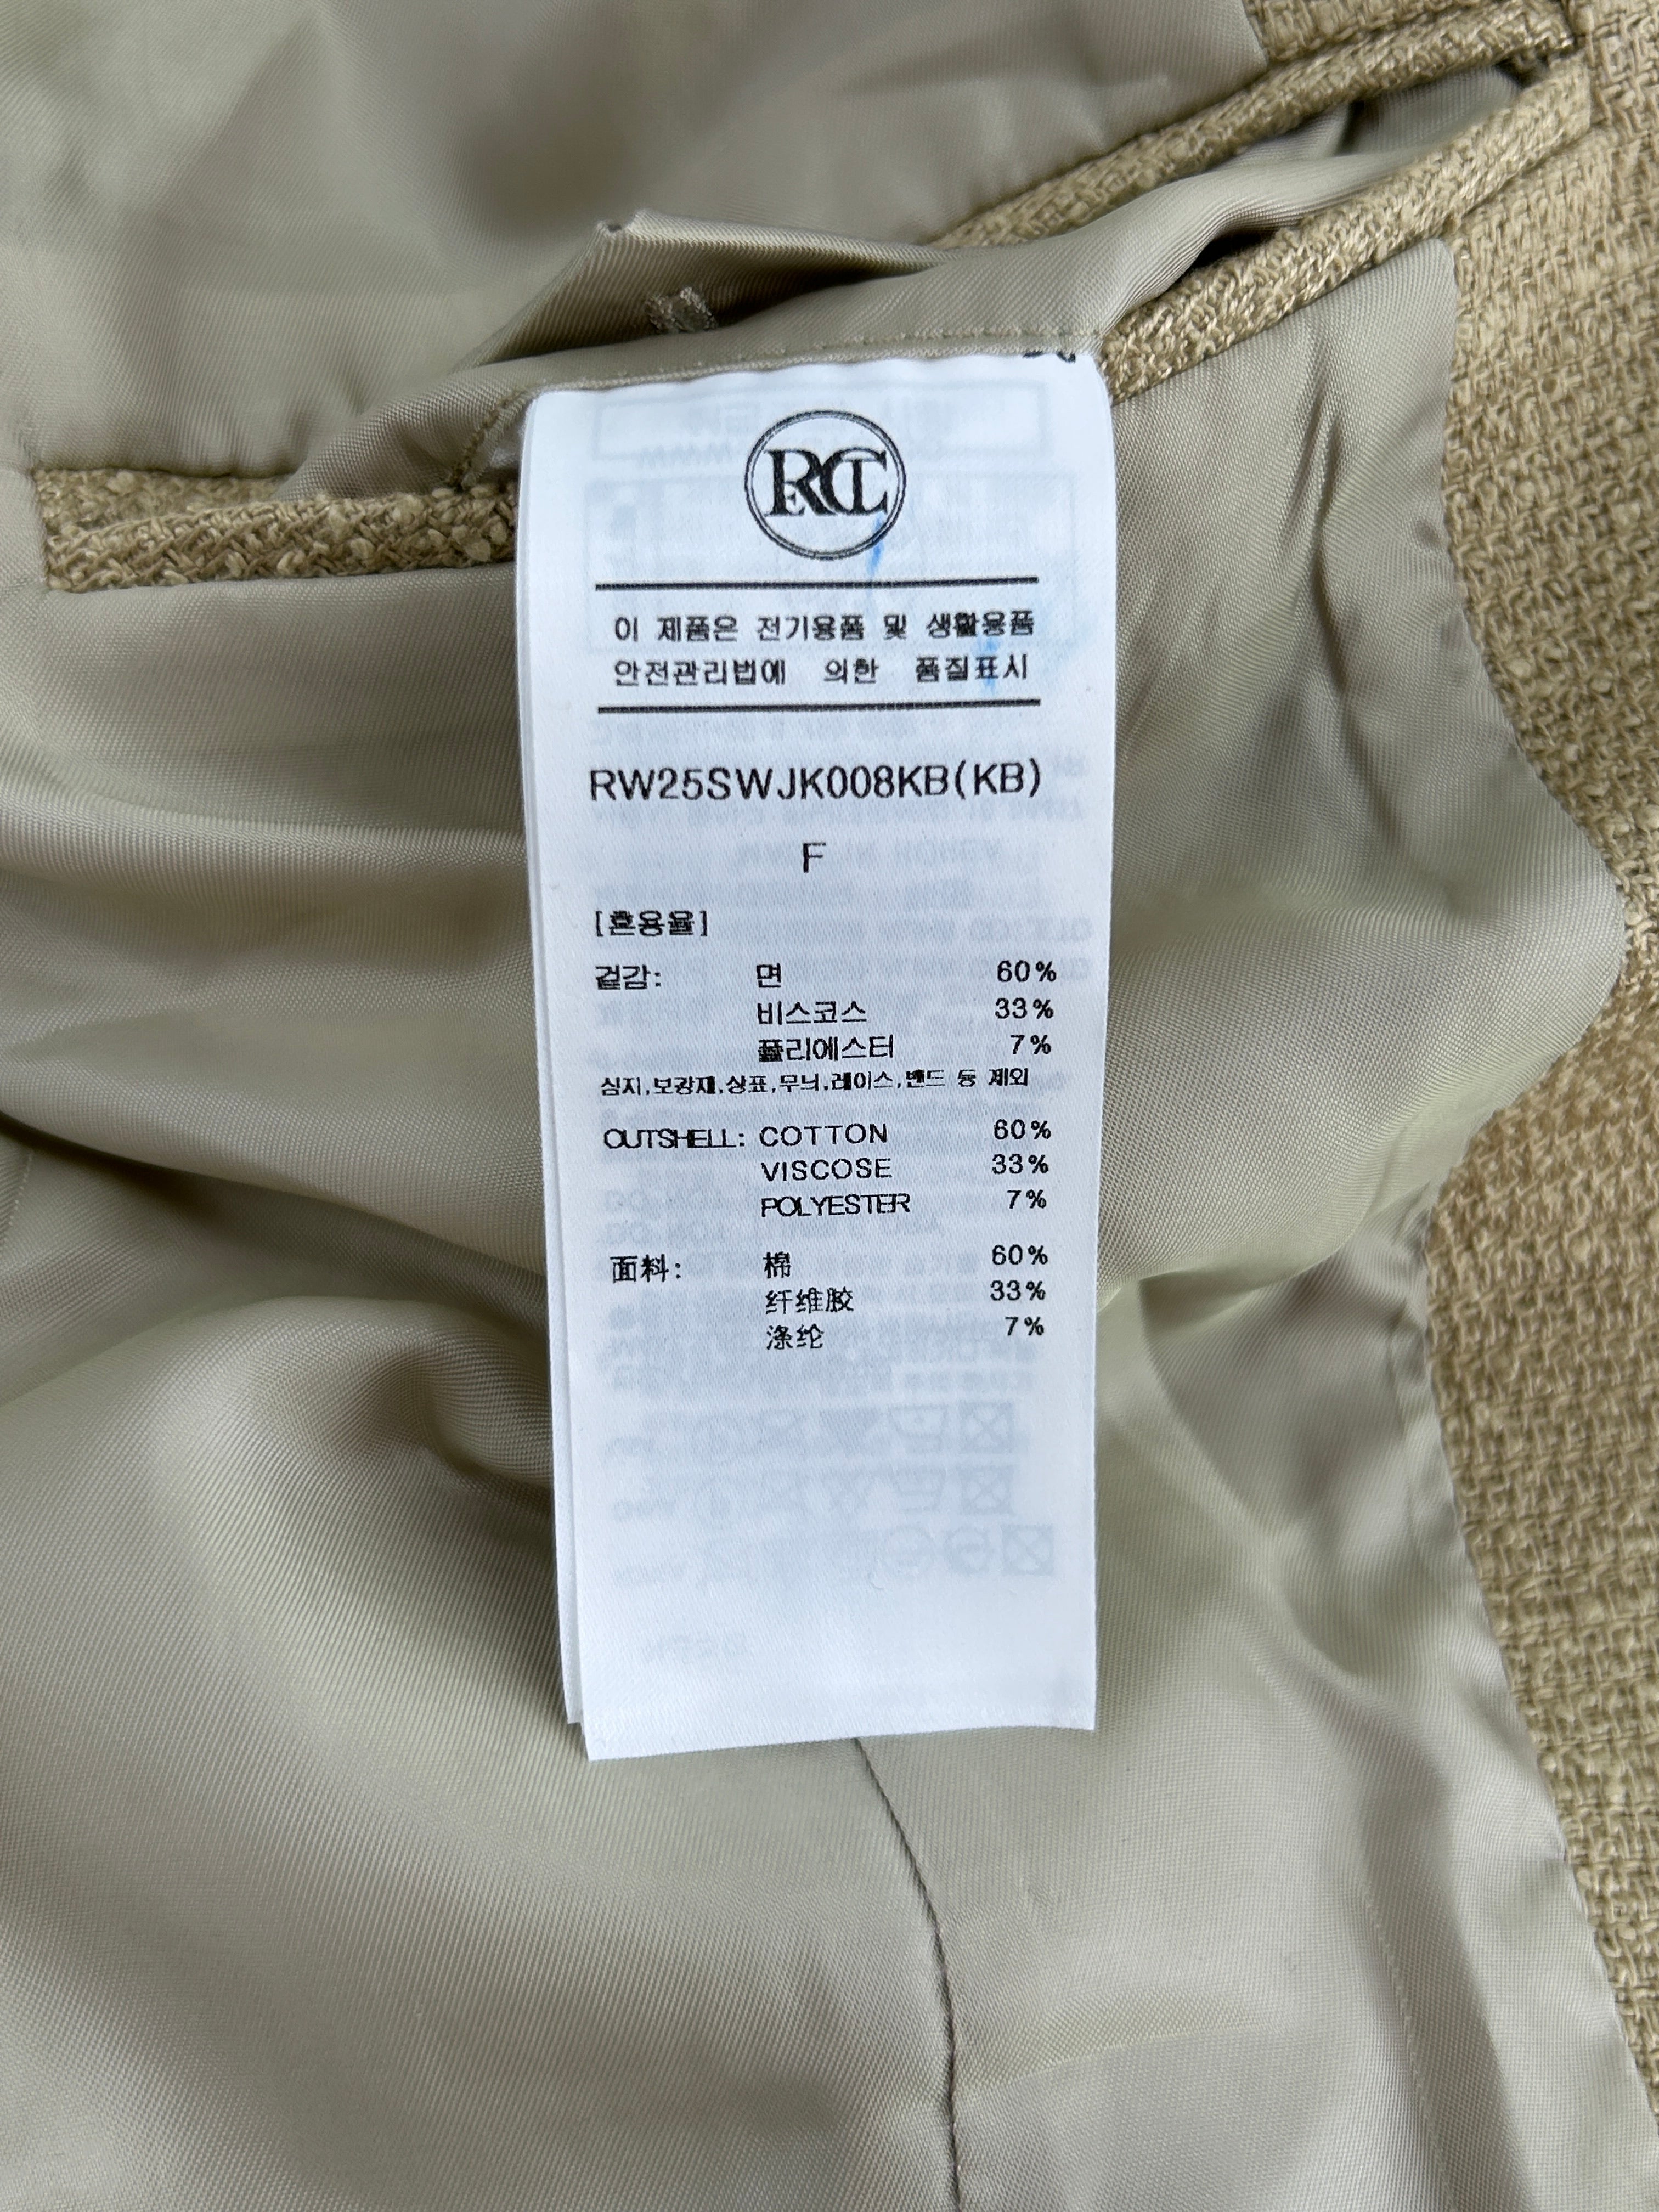 이 제품은 전기용품 및 생활용품
안전관리법에 의한 품질표시
RW25SWJK008KB(KB)
F
[혼용율]
겉감: 면 60%
비스코스 33%
폴리에스터 7%
심지,보강재,상표,무늬,레이스,밴드 등 제외
OUTSHELL: COTTON 60%
VISCOSE 33%
POLYESTER 7%
面料: 棉 60%
纤维胶 33%
涤纶 7%